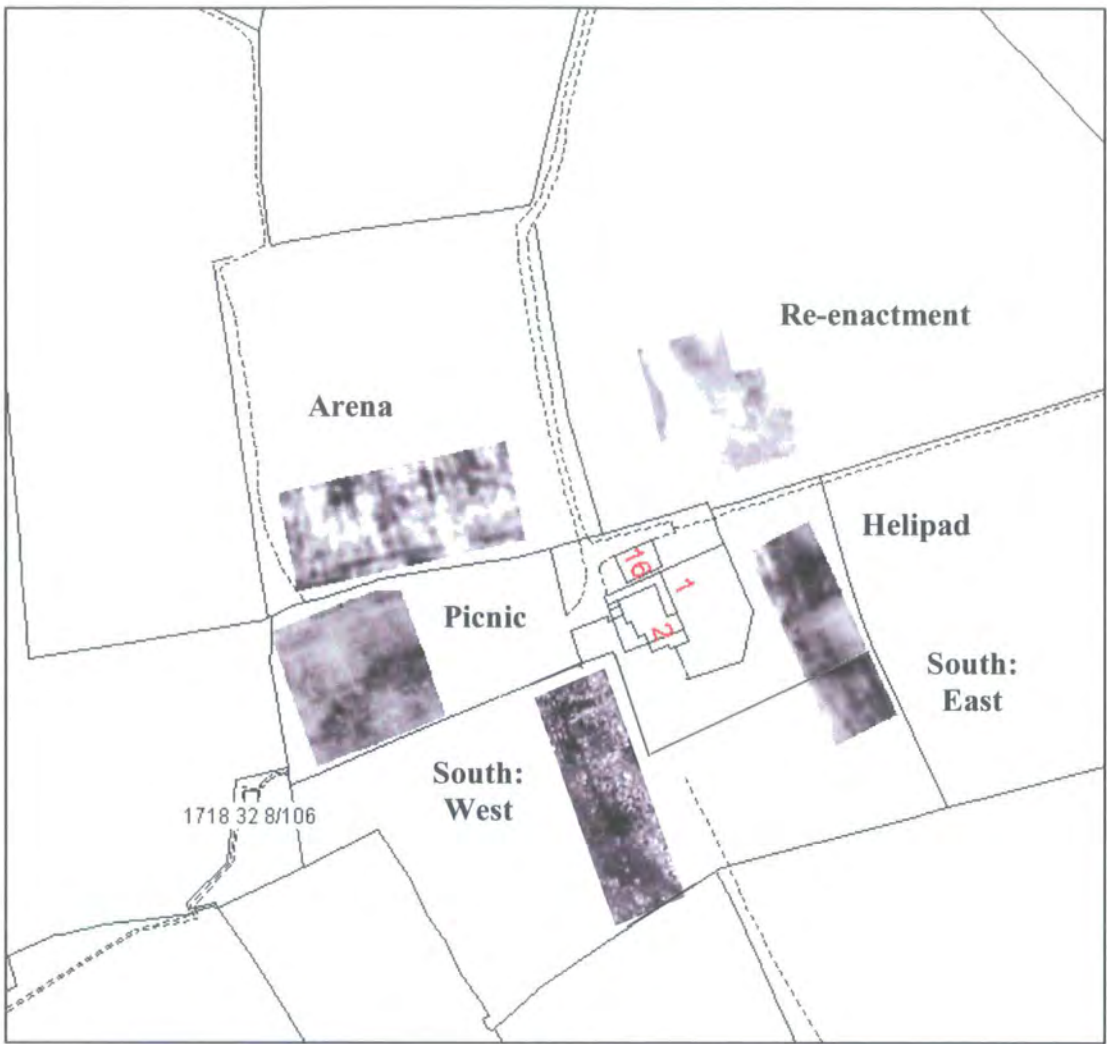 Re-enactment
Arena
Helipad
16
1
Picnic
2
South:
East
South:
West
1718 32 8/106